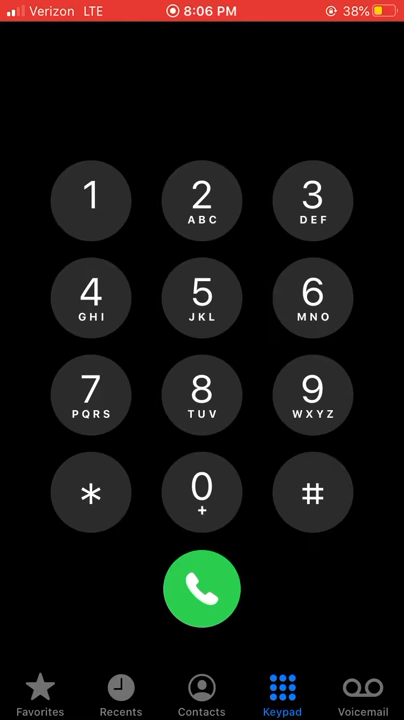 Verizon LTE 8:06 PM 38%
1 2 3
ABC DEF
4 5 6
GHI JKL MNO
7 8 9
PQRS TUV WXYZ
* 0 #
+
Favorites Recents Contacts Keypad Voicemail